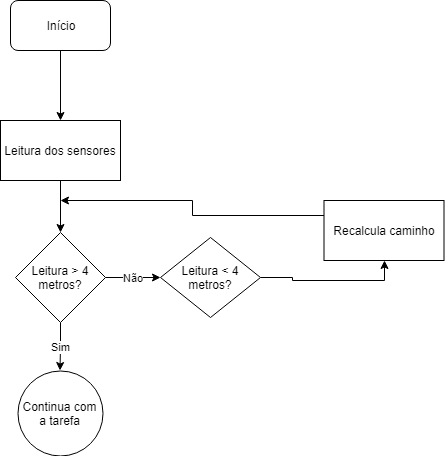 Início
Leitura dos sensores
Recalcula caminho
Leitura > 4
metros?
Não
Leitura < 4
metros?
Sim
Continua com
a tarefa